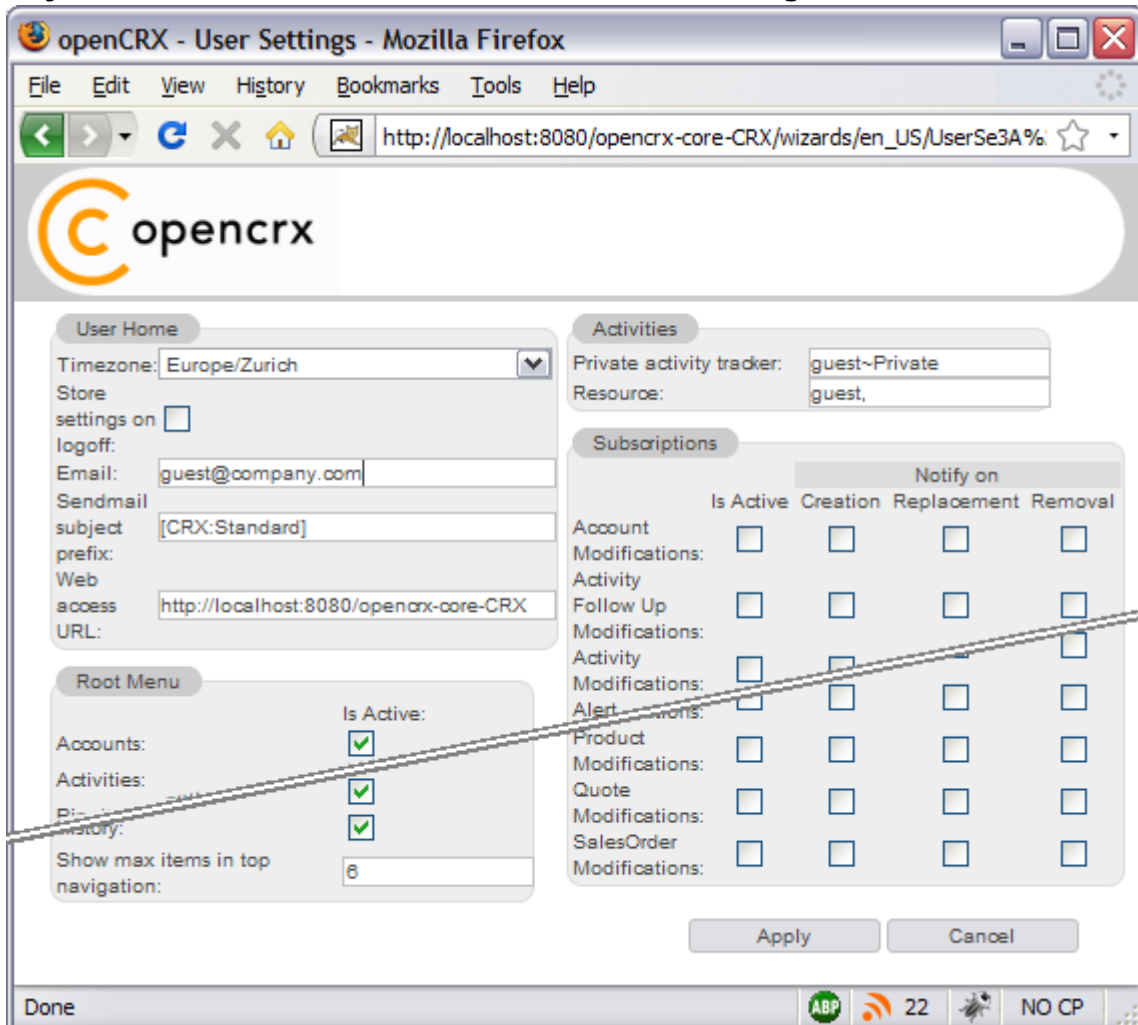 openCRX - User Settings - Mozilla Firefox
File Edit View History Bookmarks Tools Help
http://localhost:8080/opencrx-core-CRX/wizards/en_US/UserSe3A%
opencrx
User Home
Timezone: Europe/Zurich
Store
settings on
logoff:
Email: guest@company.com
Sendmail
subject [CRX:Standard]
prefix:
Web
access http://localhost:8080/opencrx-core-CRX
URL:
Root Menu
Is Active:
Accounts:
Activities:
history:
Show max items in top
navigation: 6
Activities
Private activity tracker: guest~Private
Resource: guest,
Subscriptions
Notify on
Is Active Creation Replacement Removal
Account
Modifications:
Activity
Follow Up
Modifications:
Activity
Modifications:
Alert
Product
Modifications:
Quote
Modifications:
SalesOrder
Modifications:
Apply Cancel
Done ABP 22 NO CP